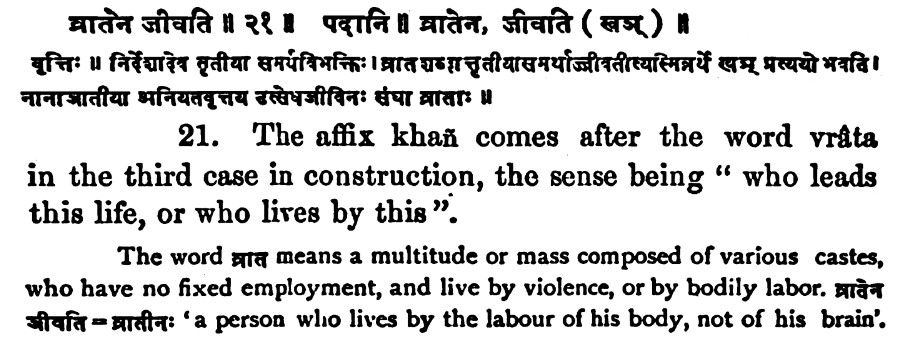 व्रातेन जीवति ॥ २१ ॥ पदानि ॥ व्रातेन, जीवति ( खञ् ) ॥
वृत्तिः ॥ निर्देशादेव तृतीया समर्थविभक्तिः । व्रातशब्दात्तृतीयासमर्थाज्जीवतीत्यस्मिन्नर्थे खञ् प्रत्ययो भवति ।
नानाजातीया अनियतवृत्तय उत्सेधजीविनः संघा व्राताः ॥
21. The affix khañ comes after the word vrâta
in the third case in construction, the sense being “ who leads
this life, or who lives by this ”.
The word व्रात means a multitude or mass composed of various castes,
who have no fixed employment, and live by violence, or by bodily labor. व्रातेन
जीवति = व्रातीनः ‘ a person who lives by the labour of his body, not of his brain’.